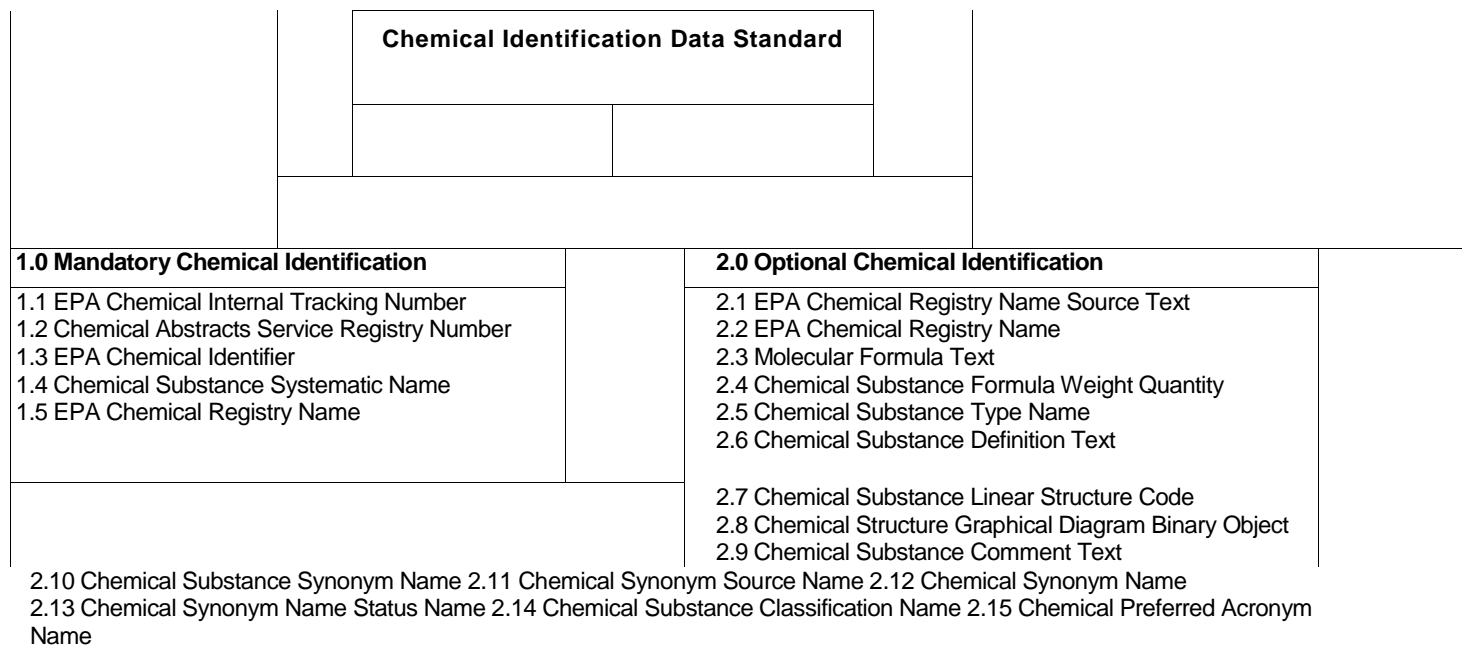 Chemical Identification Data Standard
1.0 Mandatory Chemical Identification
1.1 EPA Chemical Internal Tracking Number
1.2 Chemical Abstracts Service Registry Number
1.3 EPA Chemical Identifier
1.4 Chemical Substance Systematic Name
1.5 EPA Chemical Registry Name
2.0 Optional Chemical Identification
2.1 EPA Chemical Registry Name Source Text
2.2 EPA Chemical Registry Name
2.3 Molecular Formula Text
2.4 Chemical Substance Formula Weight Quantity
2.5 Chemical Substance Type Name
2.6 Chemical Substance Definition Text
2.7 Chemical Substance Linear Structure Code
2.8 Chemical Structure Graphical Diagram Binary Object
2.9 Chemical Substance Comment Text
2.10 Chemical Substance Synonym Name 2.11 Chemical Synonym Source Name 2.12 Chemical Synonym Name
2.13 Chemical Synonym Name Status Name 2.14 Chemical Substance Classification Name 2.15 Chemical Preferred Acronym
Name